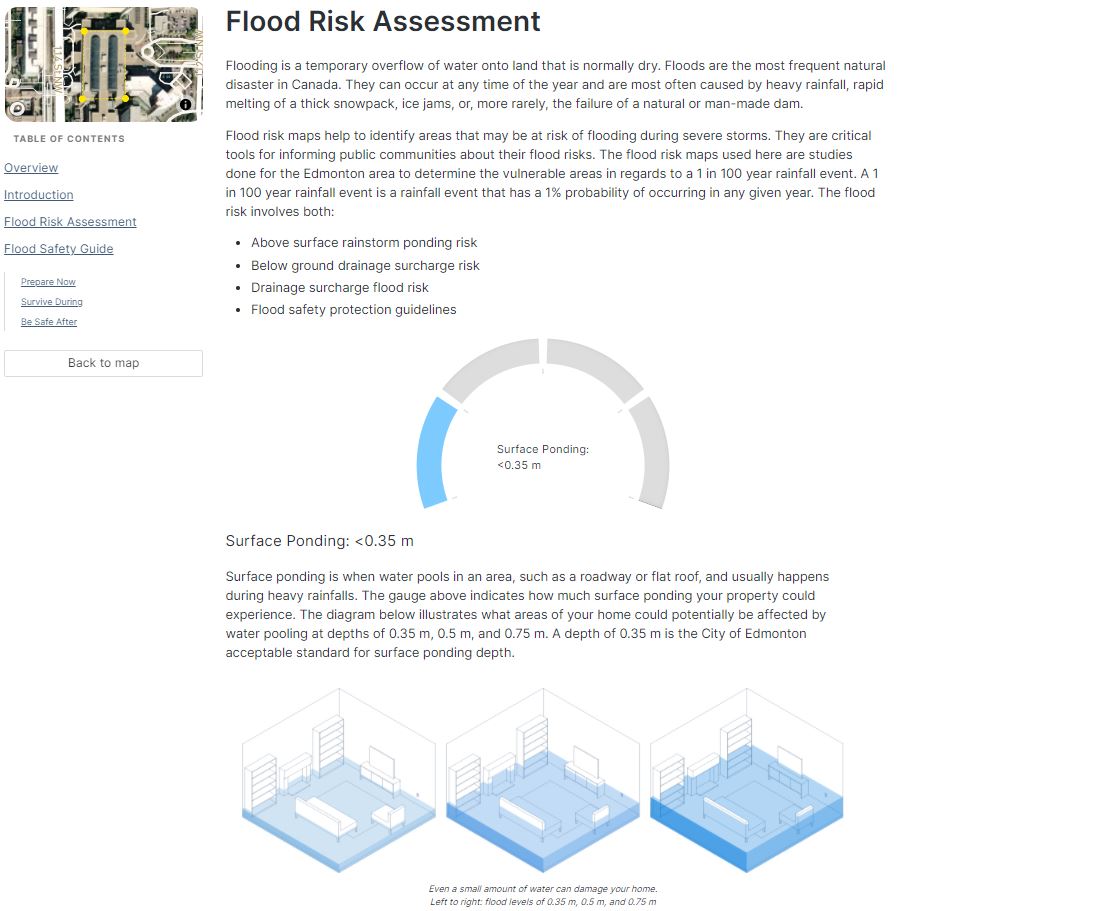 Flood Risk Assessment
Flooding is a temporary overflow of water onto land that is normally dry. Floods are the most frequent natural
disaster in Canada. They can occur at any time of the year and are most often caused by heavy rainfall, rapid
melting of a thick snowpack, ice jams, or, more rarely, the failure of a natural or man-made dam.
TABLE OF CONTENTS
Overview
Introduction
Flood Risk Assessment
Flood Safety Guide
Prepare Now
Survive During
Be Safe After
Back to map
Flood risk maps help to identify areas that may be at risk of flooding during severe storms. They are critical
tools for informing public communities about their flood risks. The flood risk maps used here are studies
done for the Edmonton area to determine the vulnerable areas in regards to a 1 in 100 year rainfall event. A 1
in 100 year rainfall event is a rainfall event that has a 1% probability of occurring in any given year. The flood
risk involves both:
• Above surface rainstorm ponding risk
• Below ground drainage surcharge risk
• Drainage surcharge flood risk
• Flood safety protection guidelines
Surface Ponding:
<0.35 m
Surface Ponding: <0.35 m
Surface ponding is when water pools in an area, such as a roadway or flat roof, and usually happens
during heavy rainfalls. The gauge above indicates how much surface ponding your property could
experience. The diagram below illustrates what areas of your home could potentially be affected by
water pooling at depths of 0.35 m, 0.5 m, and 0.75 m. A depth of 0.35 m is the City of Edmonton
acceptable standard for surface ponding depth.
Even a small amount of water can damage your home.
Left to right: flood levels of 0.35 m, 0.5 m, and 0.75 m